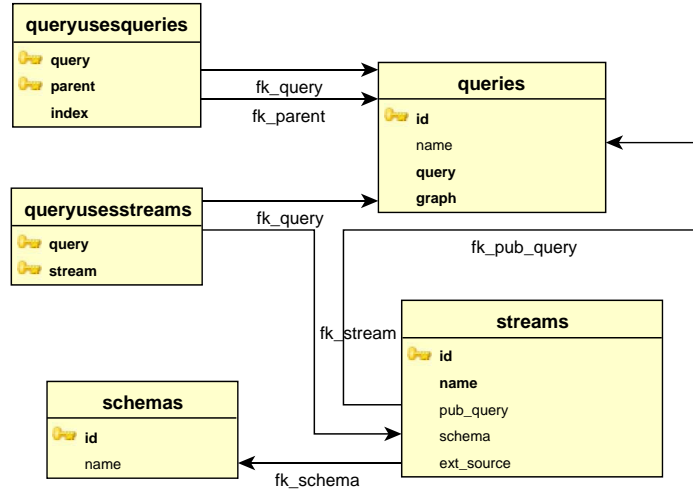 queryusesqueries
query
parent
index
fk_query
fk_parent
queries
id
name
query
graph
queryusesstreams
query
stream
fk_query
fk_pub_query
fk_stream
streams
id
name
pub_query
schema
ext_source
schemas
id
name
fk_schema